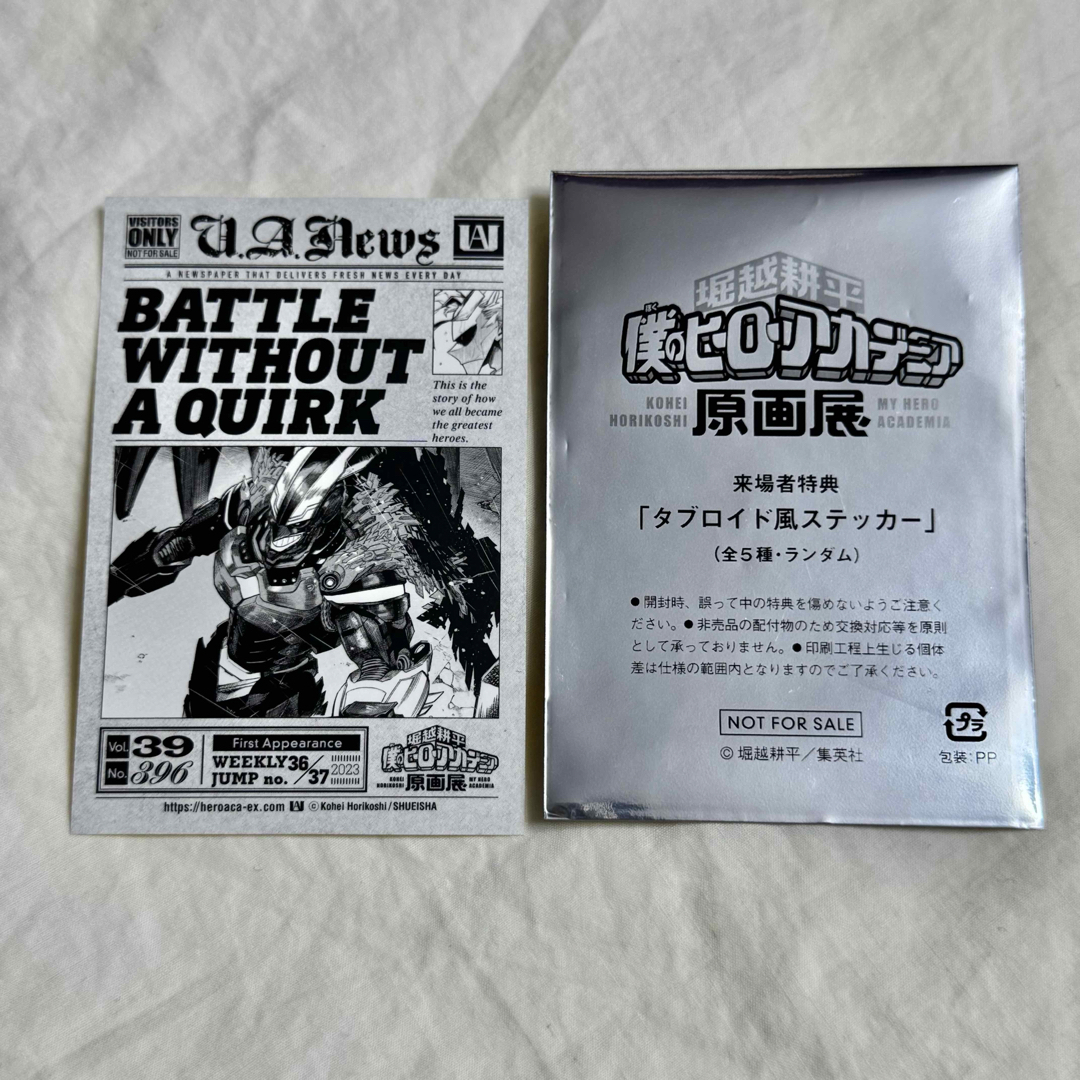 VISITORS
ONLY
NOT FOR SALE
U.A.News
UA
A NEWSPAPER THAT DELIVERS FRESH NEWS EVERY DAY
BATTLE
WITHOUT
A QUIRK
This is the
story of how
we all became
the greatest
heroes.
Vol. 39
No. 396
First Appearance
WEEKLY
JUMP no. 36/37 2023
堀越耕平
僕のヒーローアカデミア
KOHEI
HORIKOSHI
原画展
MY HERO
ACADEMIA
https://heroaca-ex.com UA © Kohei Horikoshi/SHUEISHA
堀越耕平
僕のヒーローアカデミア
KOHEI
HORIKOSHI
原画展
MY HERO
ACADEMIA
来場者特典
「タブロイド風ステッカー」
(全5種・ランダム)
●開封時、誤って中の特典を傷めないようご注意く
ださい。●非売品の配付物のため交換対応等を原則
として承っておりません。●印刷工程上生じる個体
差は仕様の範囲内となりますのでご了承ください。
NOT FOR SALE
©堀越耕平/集英社
プラ
包装:PP